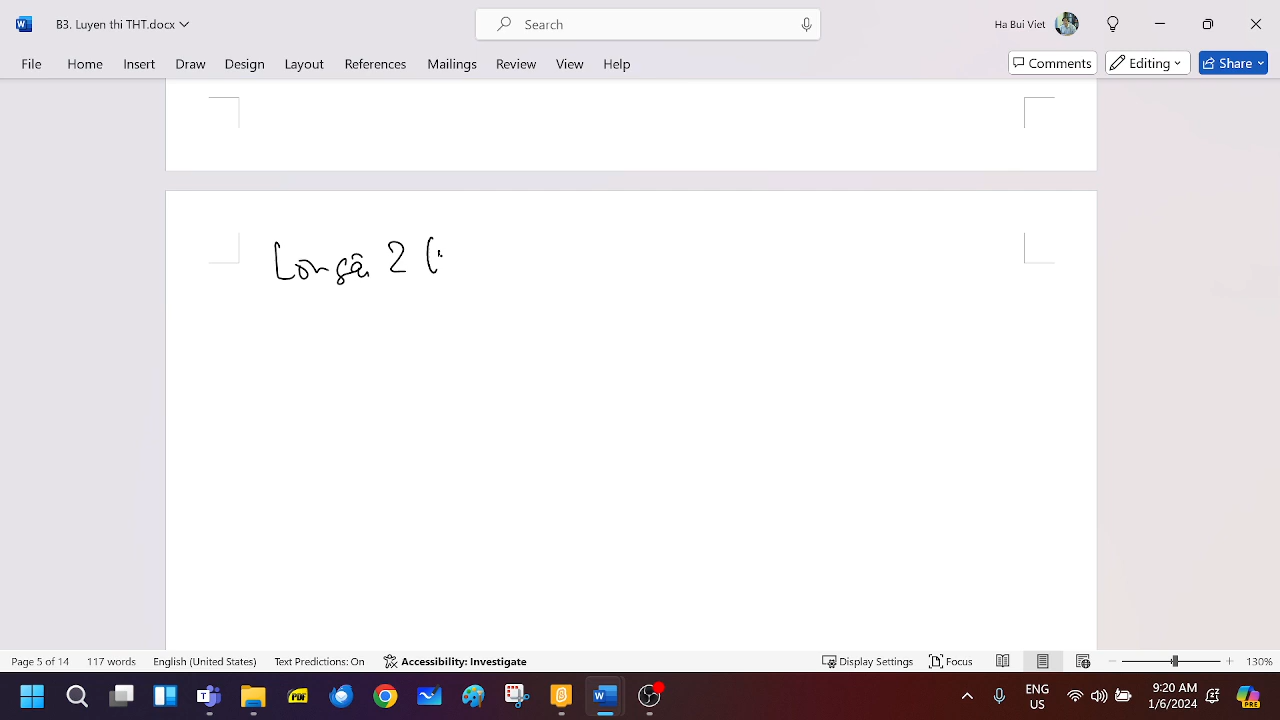 B3. Luyen thi THT.docx
Search
Ha Bui Viet
File Home Insert Draw Design Layout References Mailings Review View Help
Comments Editing Share
2 (
Page 5 of 14 117 words English (United States) Text Predictions: On Accessibility: Investigate Display Settings Focus 130%
PDF
ENG
US
9:20 AM
1/6/2024
PRE